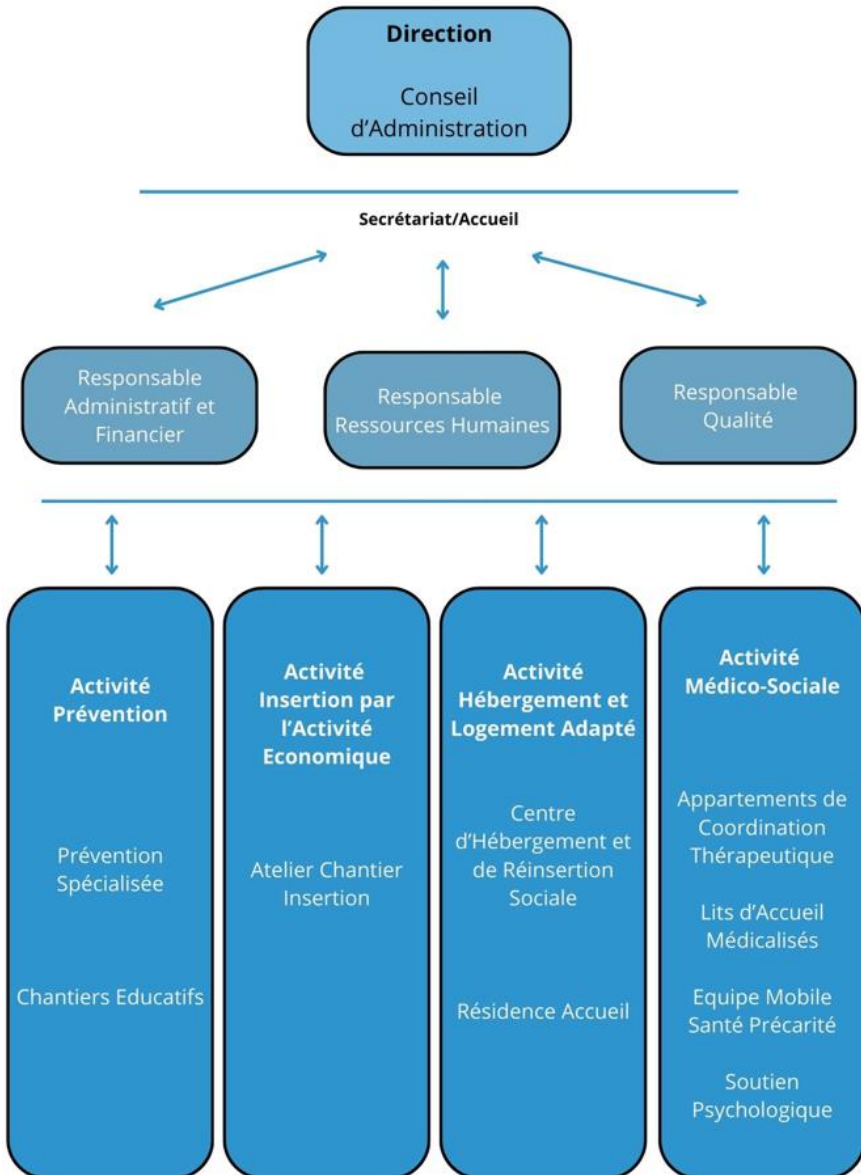 Direction
Conseil
d'Administration
Secrétariat/Accueil
Responsable
Administratif et
Financier
Responsable
Ressources Humaines
Responsable
Qualité
Activité
Prévention
Prévention
Spécialisée
Chantiers Educatifs
Activité
Insertion par
l'Activité
Economique
Atelier Chantier
Insertion
Activité
Hébergement et
Logement Adapté
Centre
d'Hébergement et
de Réinsertion
Sociale
Résidence Accueil
Activité
Médico-Sociale
Appartements de
Coordination
Thérapeutique
Lits d'Accueil
Médicalisés
Equipe Mobile
Santé Précarité
Soutien
Psychologique